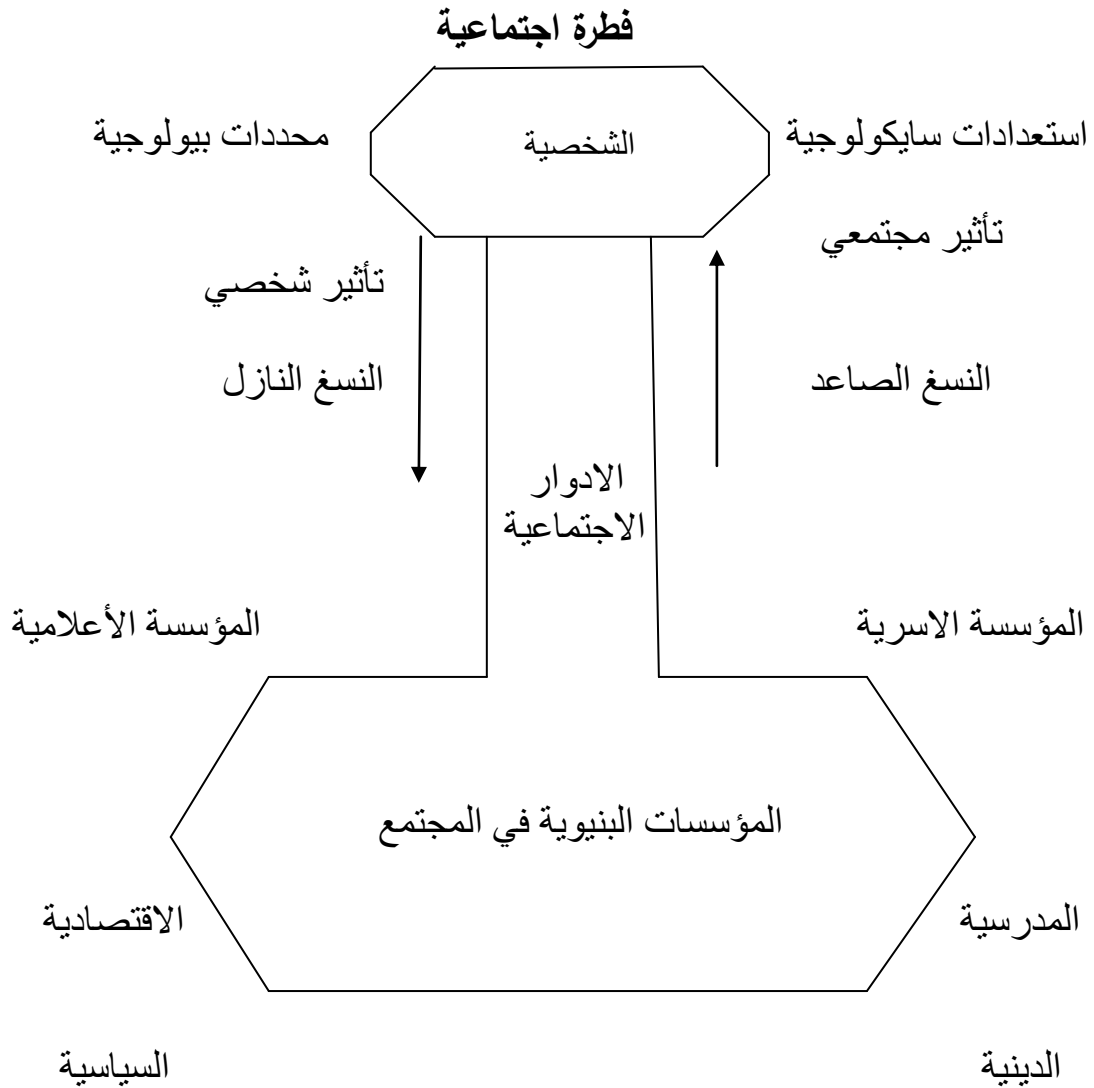 فطرة اجتماعية
استعدادات سايكولوجية
الشخصية
محددات بيولوجية
تأثير مجتمعي
تأثير شخصي
النسغ الصاعد
النسغ النازل
الادوار
الاجتماعية
المؤسسة الاسرية
المؤسسة الأعلامية
المؤسسات البنيوية في المجتمع
المدرسية
الاقتصادية
الدينية
السياسية